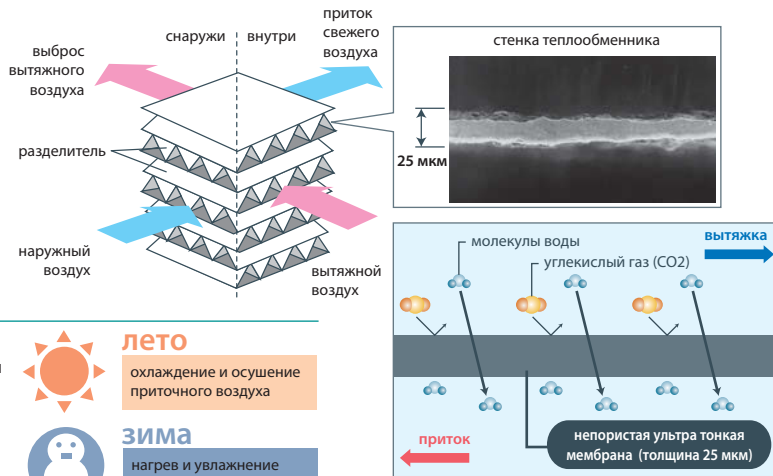 выброс
вытяжного
воздуха
снаружи
внутри
приток
свежего
воздуха
разделитель
наружный
воздух
вытяжной
воздух
стенка теплообменника
25 мкм
молекулы воды
углекислый газ (CO2)
вытяжка
приток
непористая ультра тонкая
мембрана (толщина 25 мкм)
лето
охлаждение и осушение
приточного воздуха
зима
нагрев и увлажнение